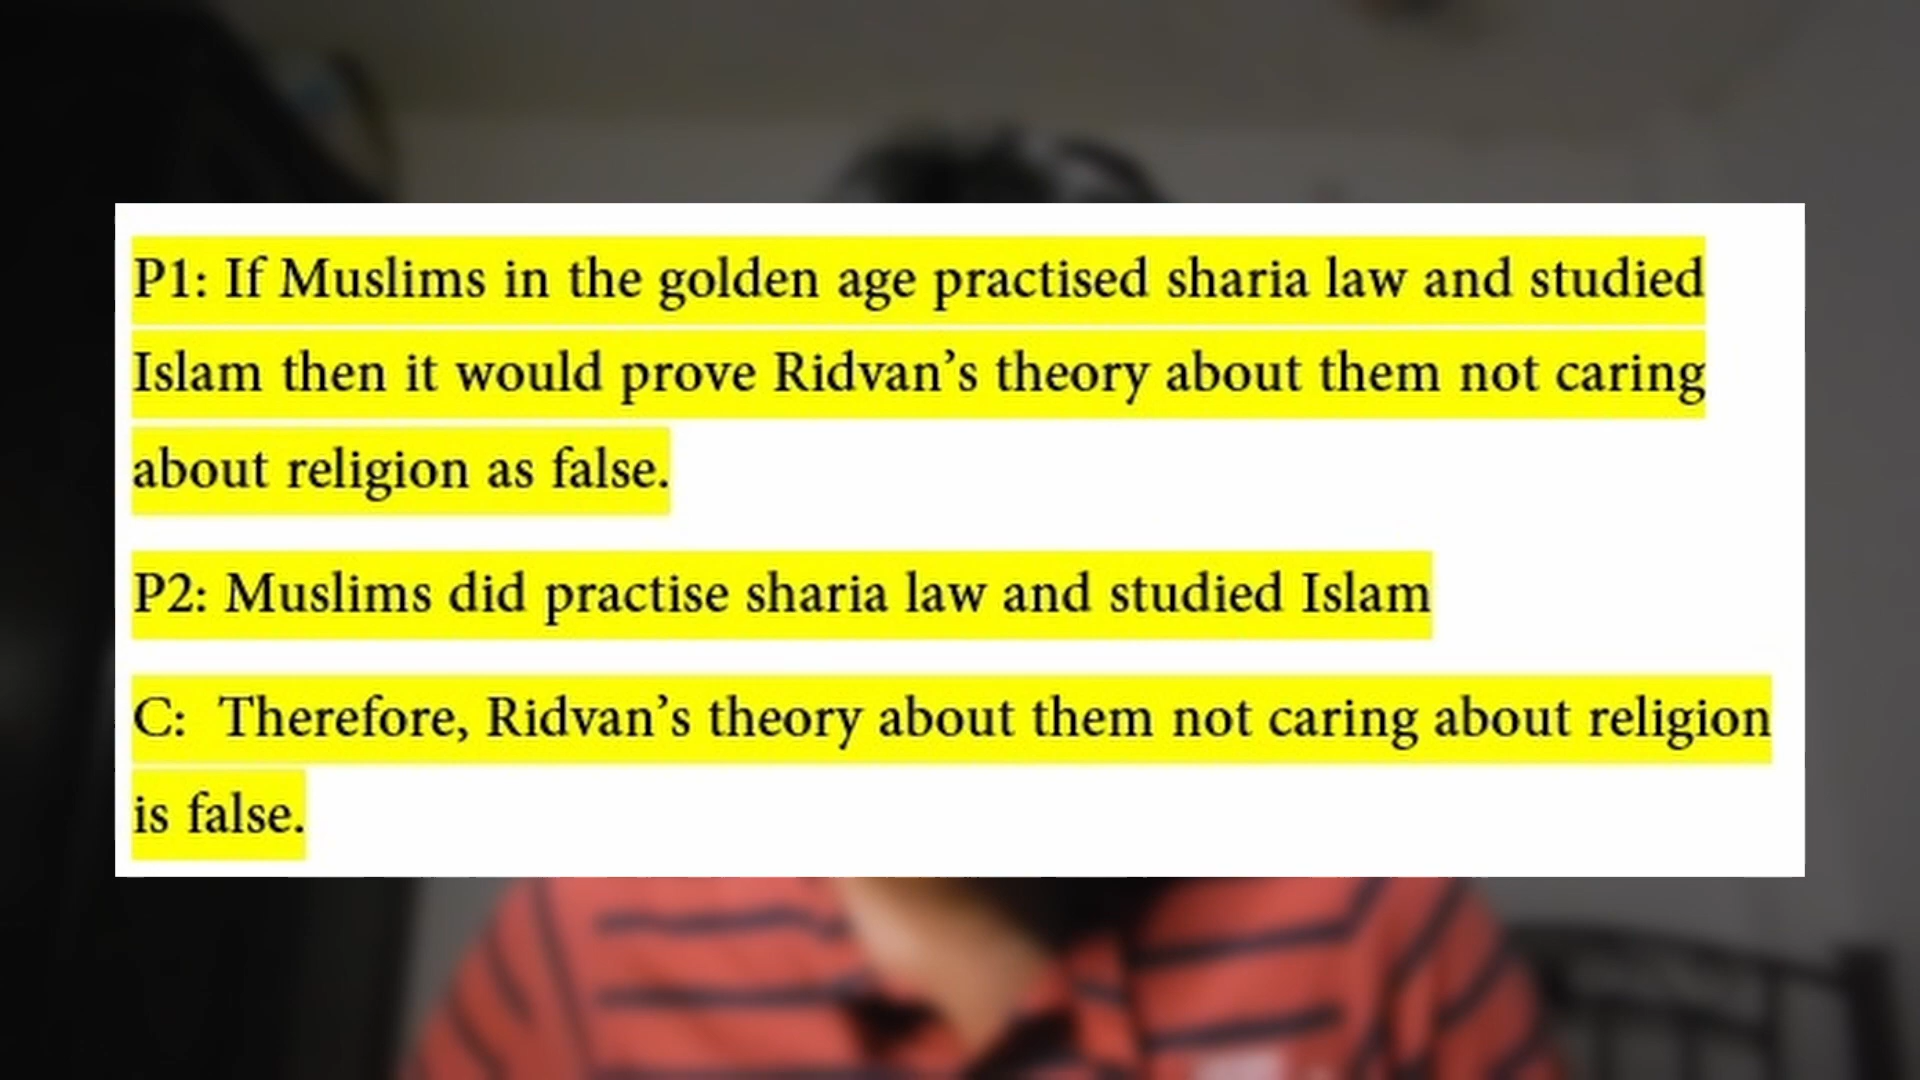 P1: If Muslims in the golden age practised sharia law and studied
Islam then it would prove Ridvan’s theory about them not caring
about religion as false.
P2: Muslims did practise sharia law and studied Islam
C: Therefore, Ridvan’s theory about them not caring about religion
is false.